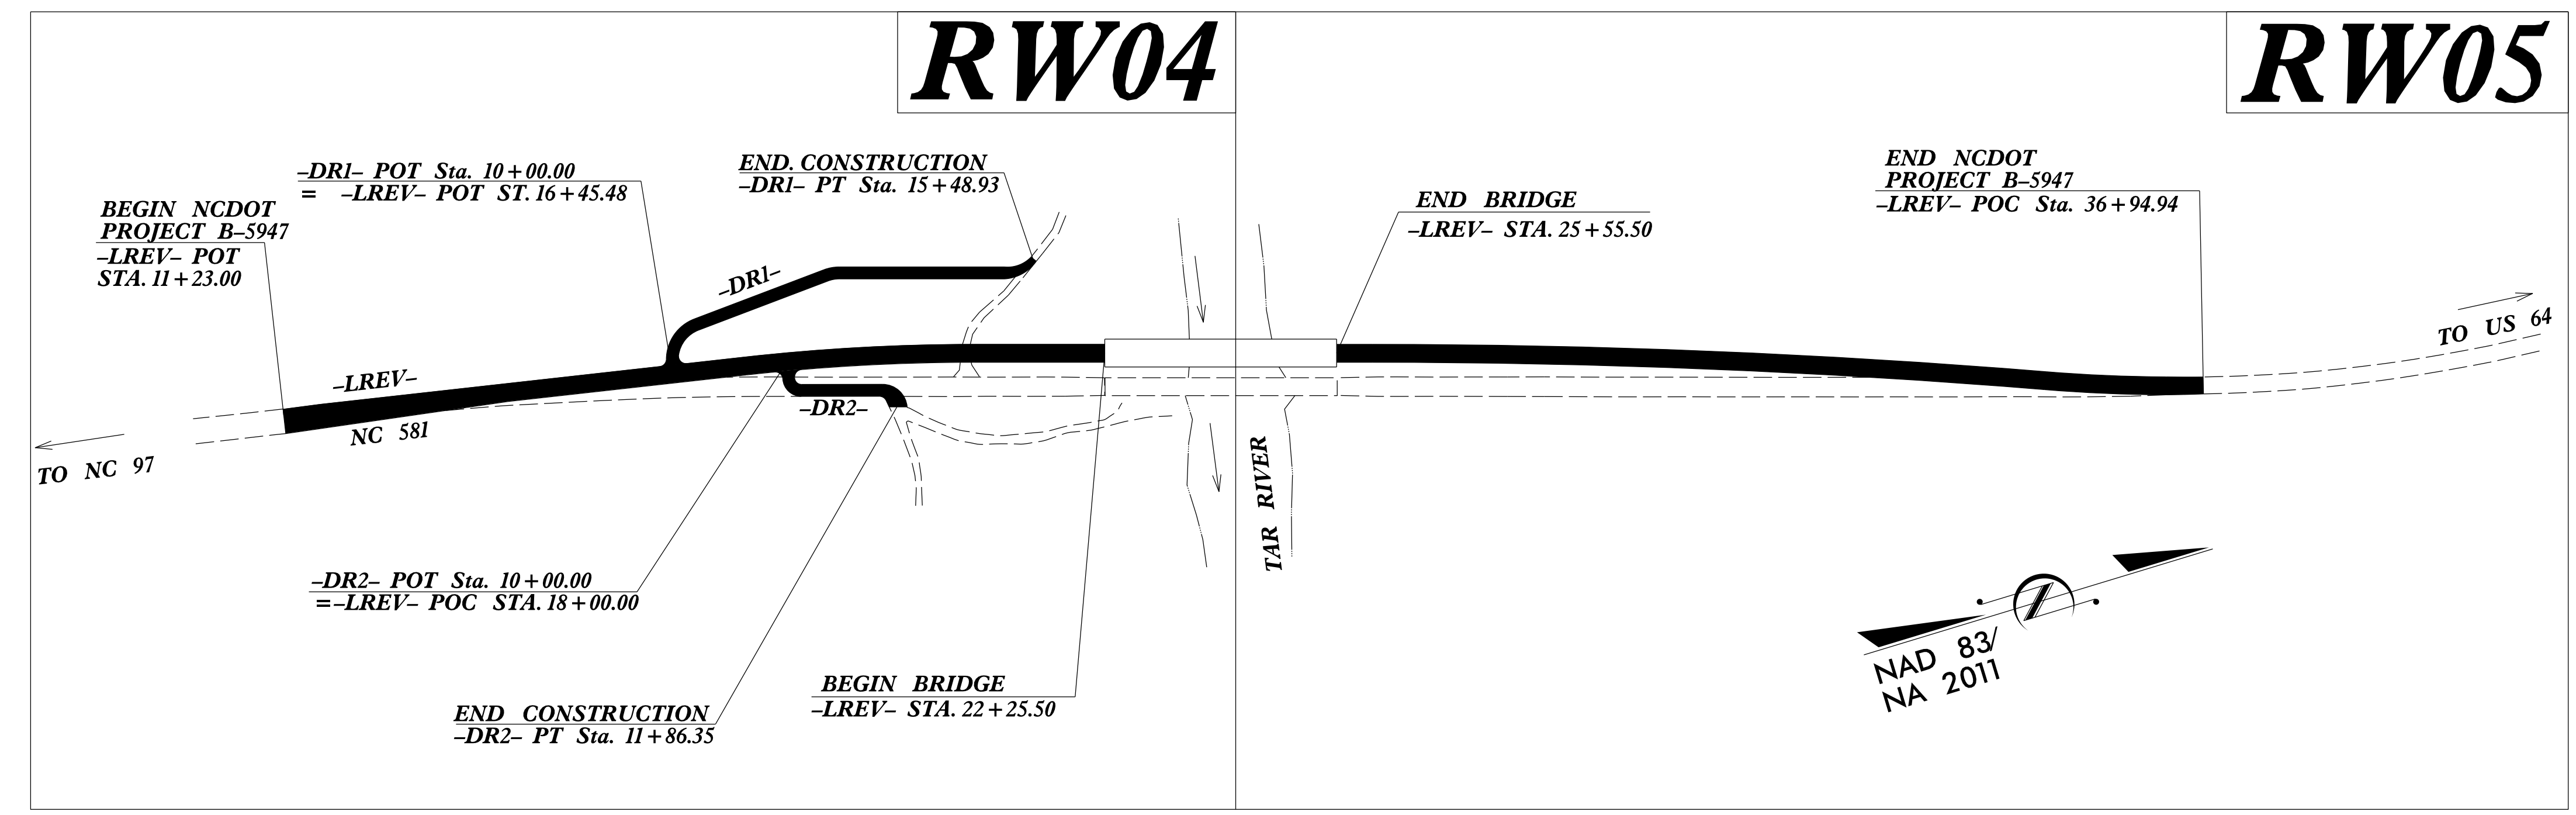 RW04
RW05
–DR1– POT Sta. 10+00.00
= –LREV– POT ST. 16+45.48
END. CONSTRUCTION
–DR1– PT Sta. 15+48.93
BEGIN NCDOT
PROJECT B–5947
–LREV– POT
STA. 11+23.00
END BRIDGE
–LREV– STA. 25+55.50
END NCDOT
PROJECT B–5947
–LREV– POC Sta. 36+94.94
–DR1–
–LREV–
NC 581
–DR2–
TO NC 97
TO US 64
TAR RIVER
–DR2– POT Sta. 10+00.00
=–LREV– POC STA. 18+00.00
END CONSTRUCTION
–DR2– PT Sta. 11+86.35
BEGIN BRIDGE
–LREV– STA. 22+25.50
NAD 83/
NA 2011